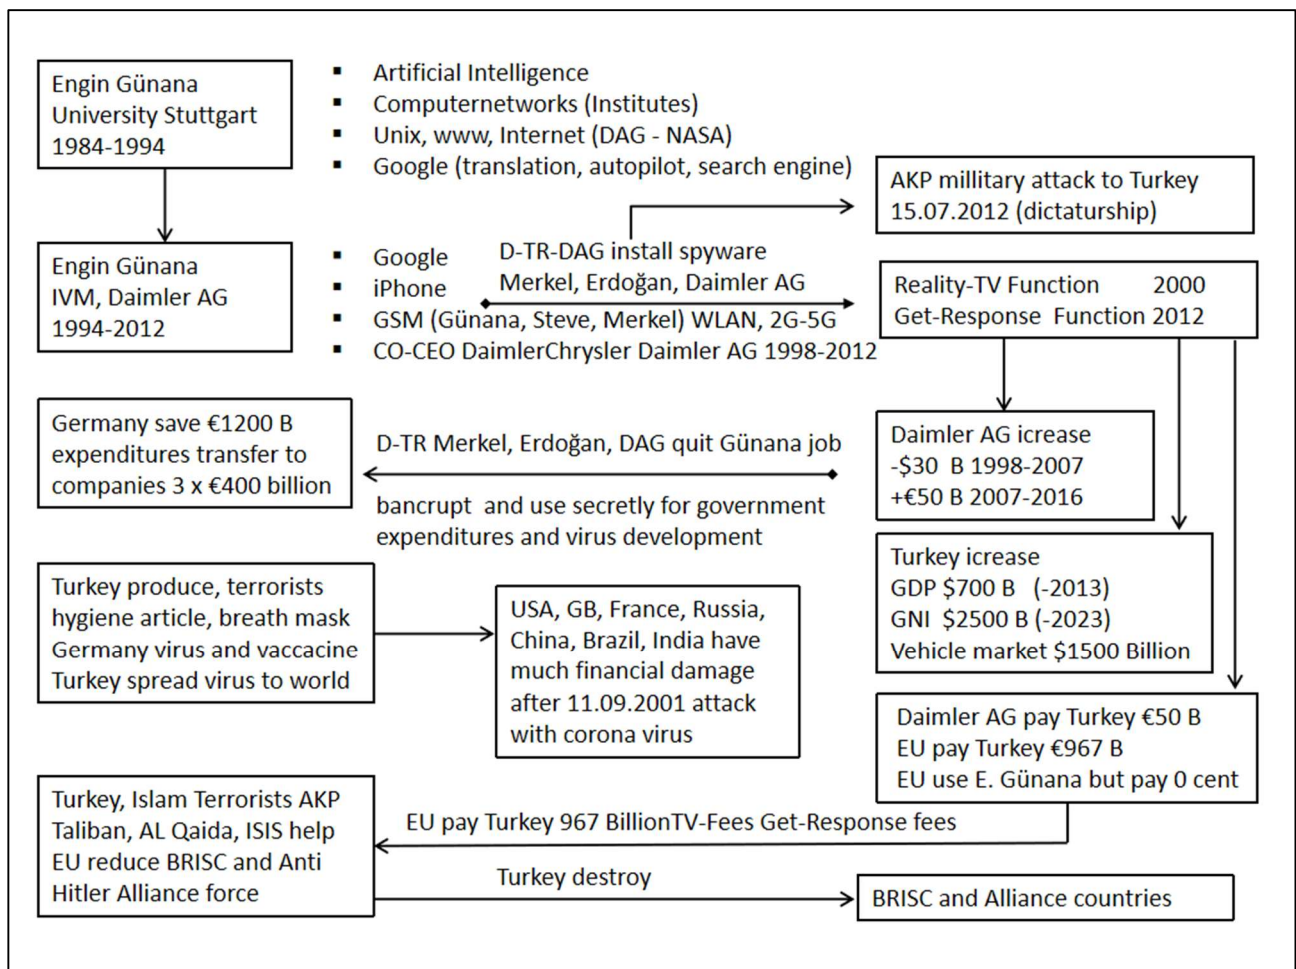 Engin Günana
University Stuttgart
1984-1994
▪ Artificial Intelligence
▪ Computernetworks (Institutes)
▪ Unix, www, Internet (DAG - NASA)
▪ Google (translation, autopilot, search engine)
AKP millitary attack to Turkey
15.07.2012 (dictaturship)
Engin Günana
IVM, Daimler AG
1994-2012
▪ Google
▪ iPhone
▪ GSM (Günana, Steve, Merkel) WLAN, 2G-5G
▪ CO-CEO DaimlerChrysler Daimler AG 1998-2012
D-TR-DAG install spyware
Merkel, Erdoğan, Daimler AG
Reality-TV Function 2000
Get-Response Function 2012
Germany save €1200 B
expenditures transfer to
companies 3 x €400 billion
D-TR Merkel, Erdoğan, DAG quit Günana job
bancrupt and use secretly for government
expenditures and virus development
Daimler AG icrease
-$30 B 1998-2007
+€50 B 2007-2016
Turkey icrease
GDP $700 B (-2013)
GNI $2500 B (-2023)
Vehicle market $1500 Billion
Turkey produce, terrorists
hygiene article, breath mask
Germany virus and vaccacine
Turkey spread virus to world
USA, GB, France, Russia,
China, Brazil, India have
much financial damage
after 11.09.2001 attack
with corona virus
Daimler AG pay Turkey €50 B
EU pay Turkey €967 B
EU use E. Günana but pay 0 cent
Turkey, Islam Terrorists AKP
Taliban, AL Qaida, ISIS help
EU reduce BRISC and Anti
Hitler Alliance force
EU pay Turkey 967 BillionTV-Fees Get-Response fees
Turkey destroy
BRISC and Alliance countries